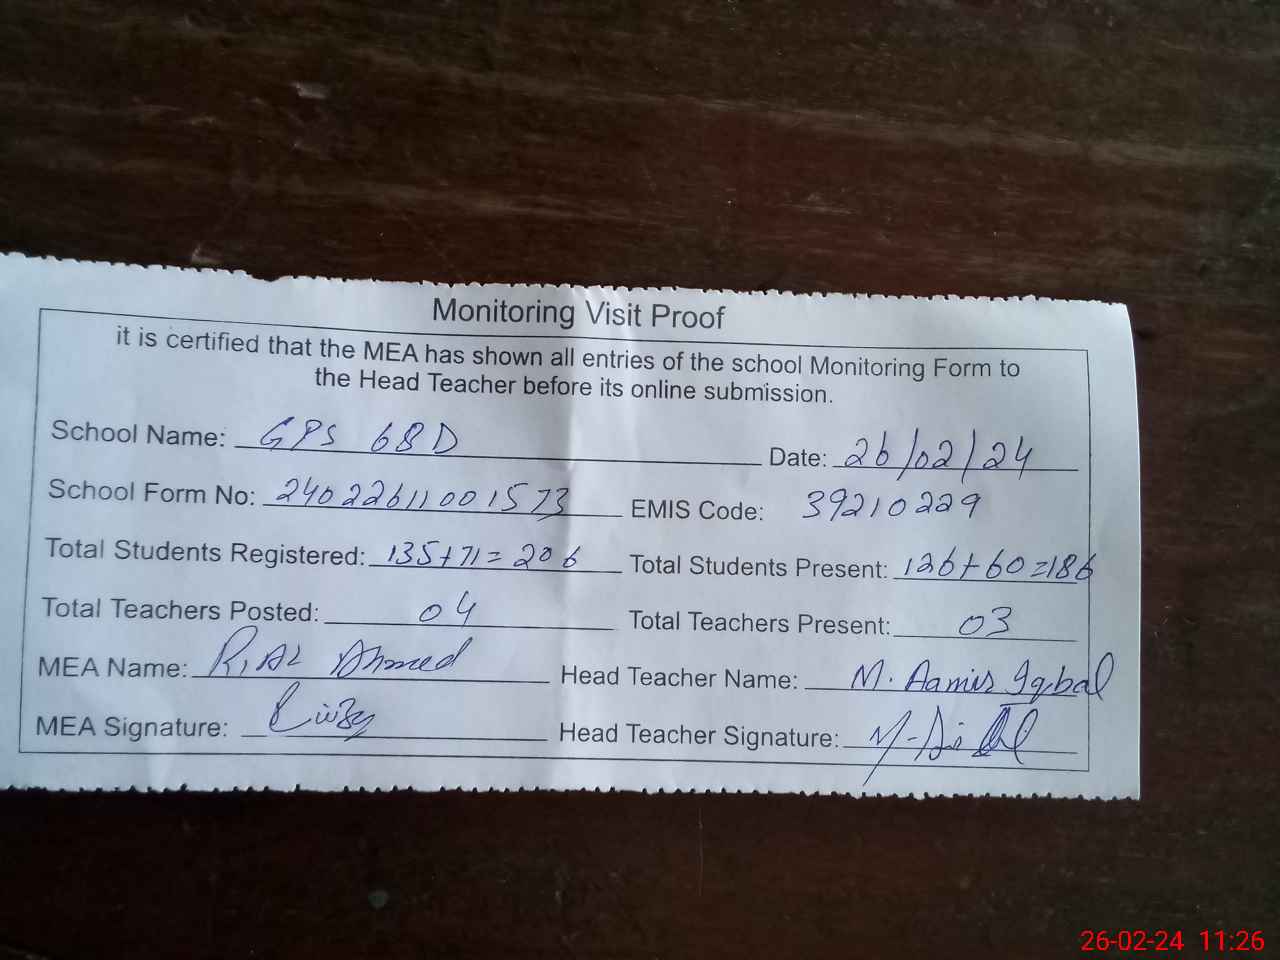 Monitoring Visit Proof
it is certified that the MEA has shown all entries of the school Monitoring Form to
the Head Teacher before its online submission.
School Name: GPS 68 D Date: 26/02/24
School Form No: 24022611001573 EMIS Code: 39210229
Total Students Registered: 135+71=206 Total Students Present: 126+60=186
Total Teachers Posted: 04 Total Teachers Present: 03
MEA Name: Riaz Ahmed Head Teacher Name: M. Aamir Iqbal
MEA Signature: Head Teacher Signature:
26-02-24 11:26